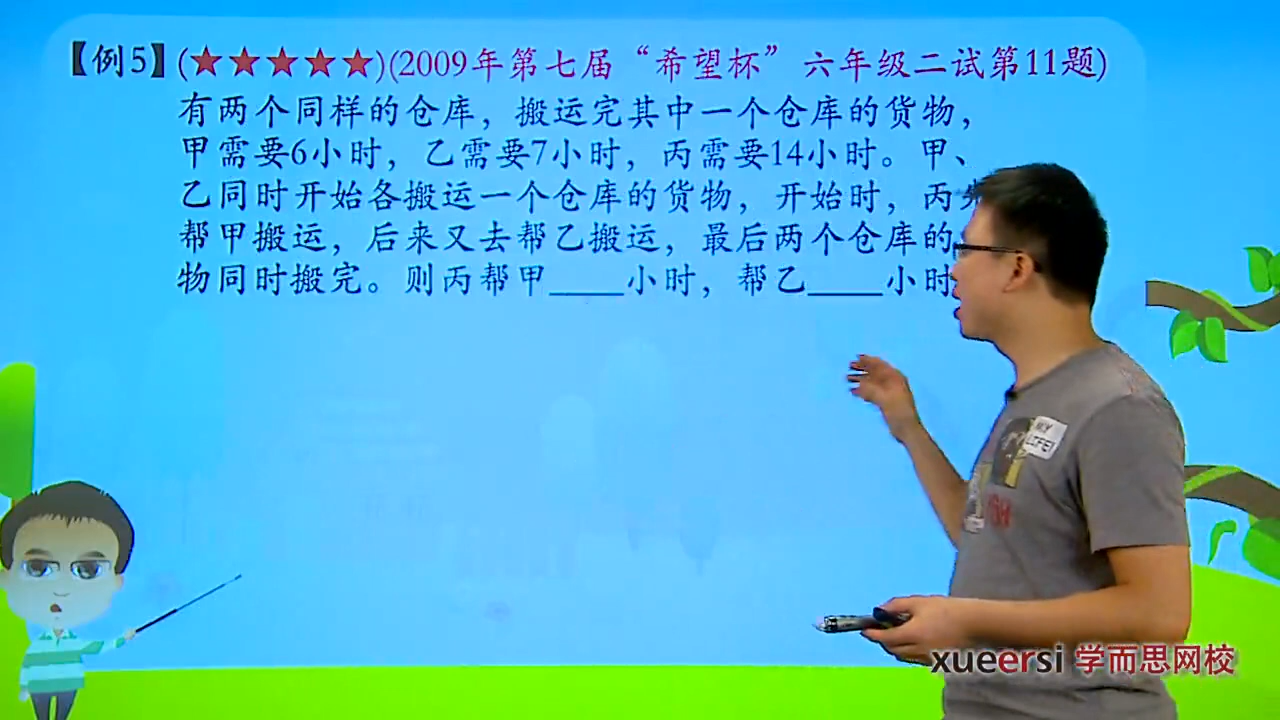 【例5】(★★★★★)(2009年第七届“希望杯”六年级二试第11题)
有两个同样的仓库，搬运完其中一个仓库的货物，
甲需要6小时，乙需要7小时，丙需要14小时。甲、
乙同时开始各搬运一个仓库的货物，开始时，丙先
帮甲搬运，后来又去帮乙搬运，最后两个仓库的
物同时搬完。则丙帮甲____小时，帮乙____小时
MY
LIFE!
xueersi 学而思网校